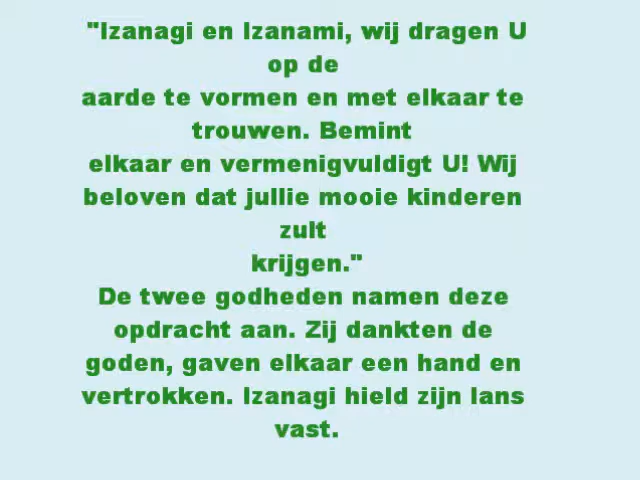 "Izanagi en Izanami, wij dragen U
op de
aarde te vormen en met elkaar te
trouwen. Bemint
elkaar en vermenigvuldigt U! Wij
beloven dat jullie mooie kinderen
zult
krijgen."
De twee godheden namen deze
opdracht aan. Zij dankten de
goden, gaven elkaar een hand en
vertrokken. Izanagi hield zijn lans
vast.